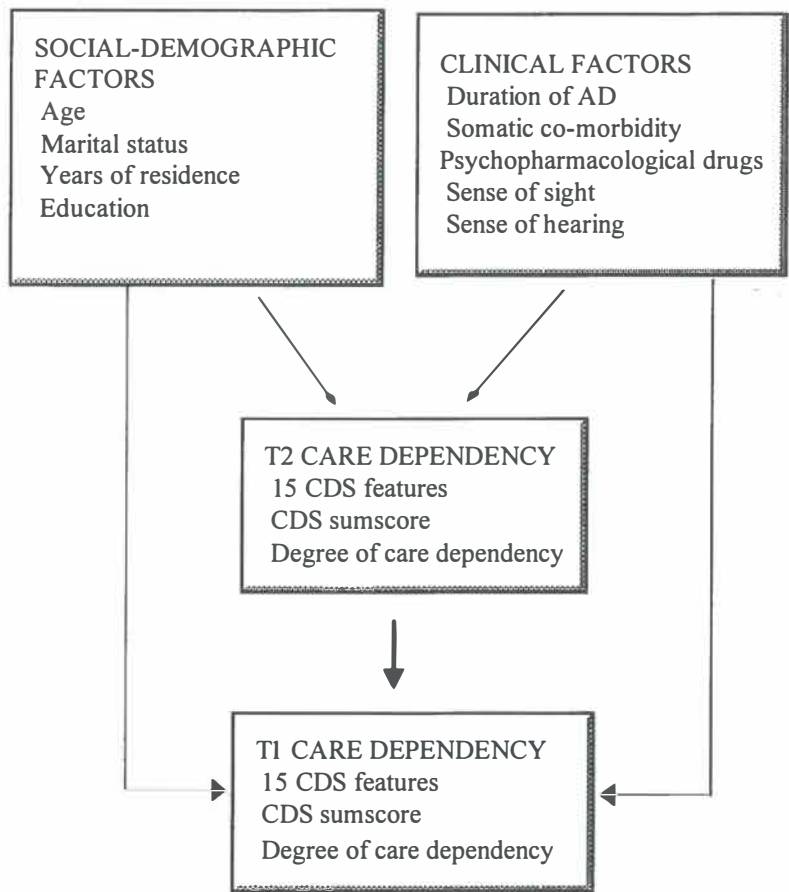 SOCIAL-DEMOGRAPHIC
FACTORS
Age
Marital status
Years of residence
Education
CLINICAL FACTORS
Duration of AD
Somatic co-morbidity
Psychopharmacological drugs
Sense of sight
Sense of hearing
T2 CARE DEPENDENCY
15 CDS features
CDS sumscore
Degree of care dependency
T1 CARE DEPENDENCY
15 CDS features
CDS sumscore
Degree of care dependency